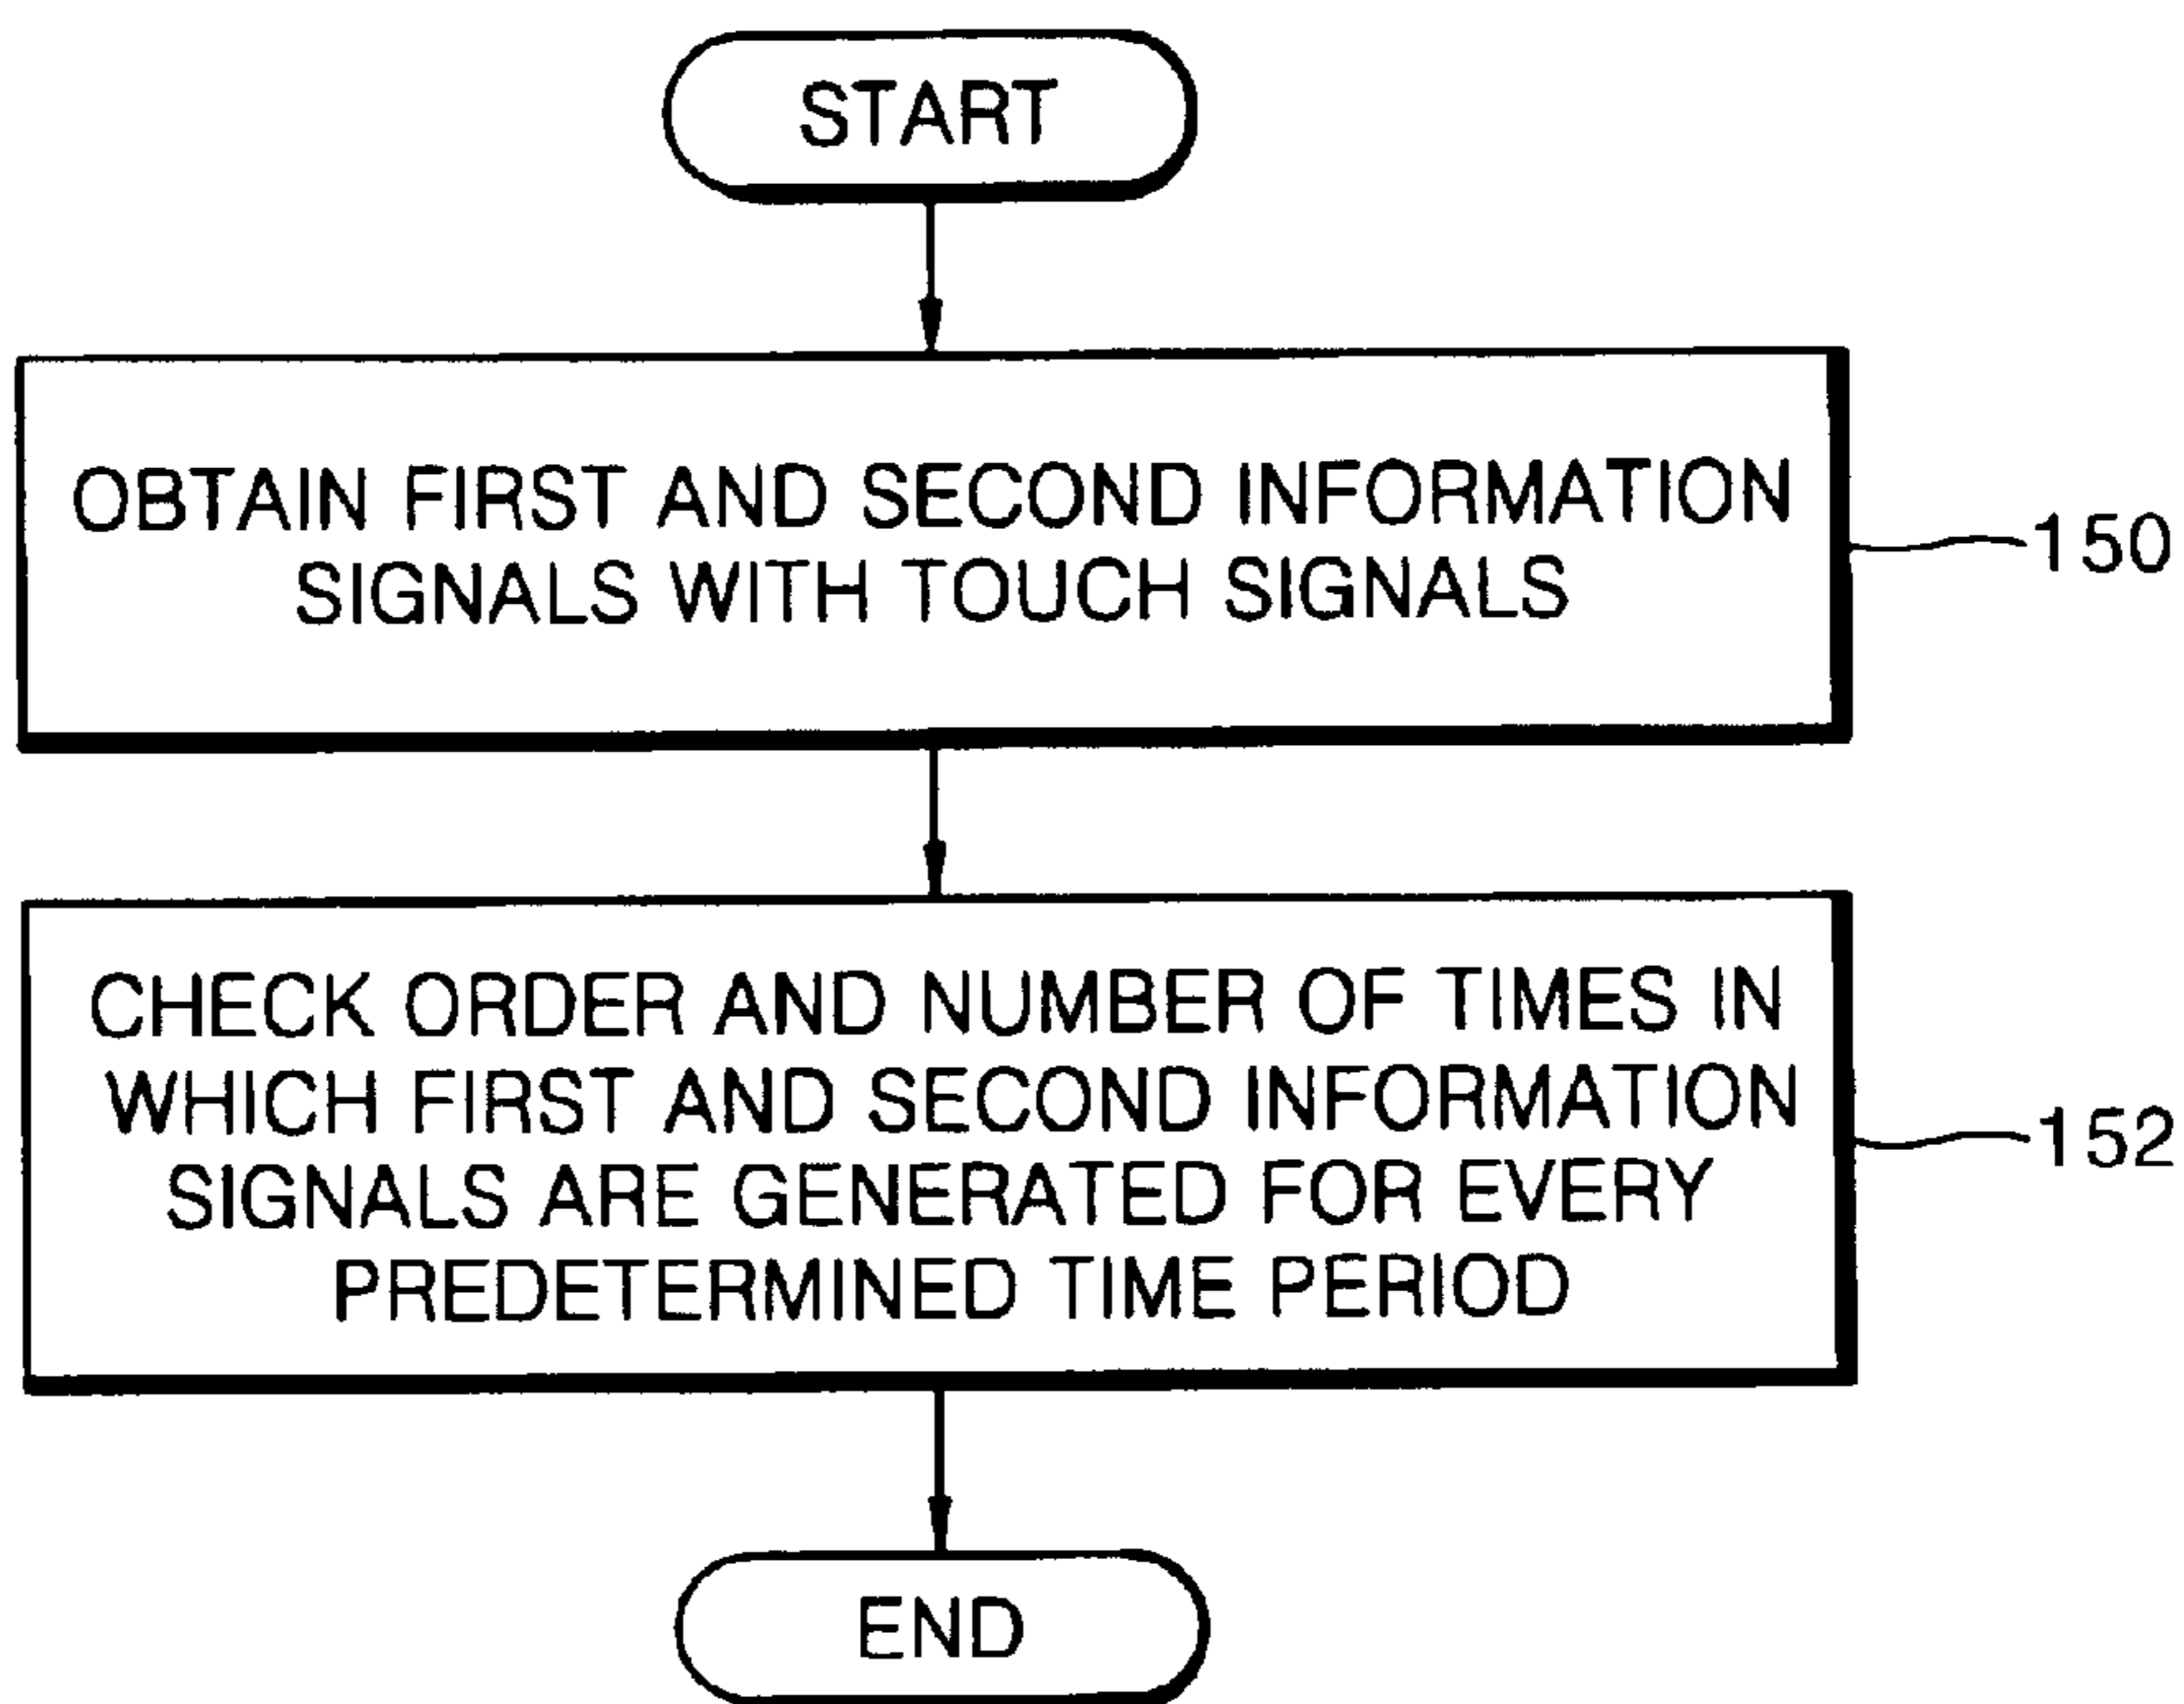 START
OBTAIN FIRST AND SECOND INFORMATION
SIGNALS WITH TOUCH SIGNALS
150
CHECK ORDER AND NUMBER OF TIMES IN
WHICH FIRST AND SECOND INFORMATION
SIGNALS ARE GENERATED FOR EVERY
PREDETERMINED TIME PERIOD
152
END